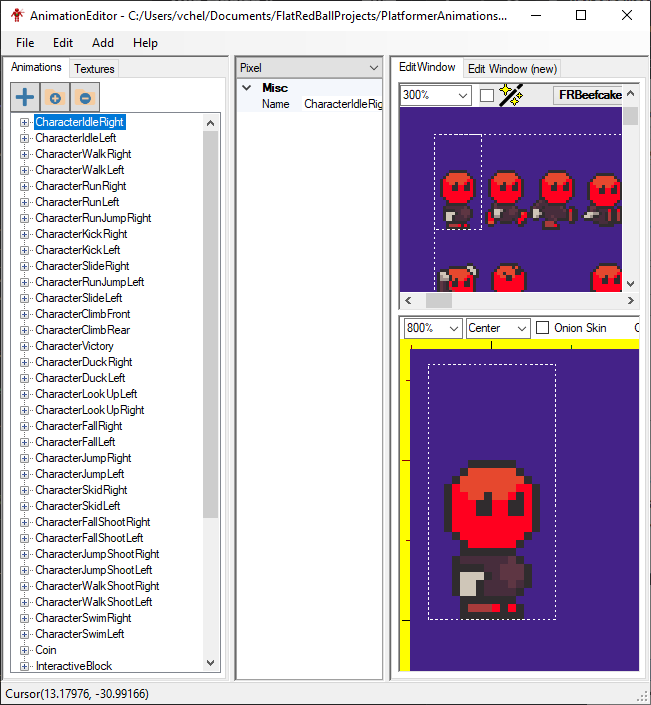 AnimationEditor - C:/Users/vchel/Documents/FlatRedBallProjects/PlatformerAnimations...
File Edit Add Help
Animations Textures
CharacterIdleRight
CharacterIdleLeft
CharacterWalkRight
CharacterWalkLeft
CharacterRunRight
CharacterRunLeft
CharacterRunJumpRight
CharacterKickRight
CharacterKickLeft
CharacterSlideRight
CharacterRunJumpLeft
CharacterSlideLeft
CharacterClimbFront
CharacterClimbRear
CharacterVictory
CharacterDuckRight
CharacterDuckLeft
CharacterLookUpLeft
CharacterLookUpRight
CharacterFallRight
CharacterFallLeft
CharacterJumpRight
CharacterJumpLeft
CharacterSkidRight
CharacterSkidLeft
CharacterFallShootRight
CharacterFallShootLeft
CharacterJumpShootRight
CharacterJumpShootLeft
CharacterWalkShootRight
CharacterWalkShootLeft
CharacterSwimRight
CharacterSwimLeft
Coin
InteractiveBlock
Pixel
Misc
Name CharacterIdleRig
EditWindow Edit Window (new)
300% FRBeefcake
800% Center Onion Skin
Cursor(13.17976, -30.99166)